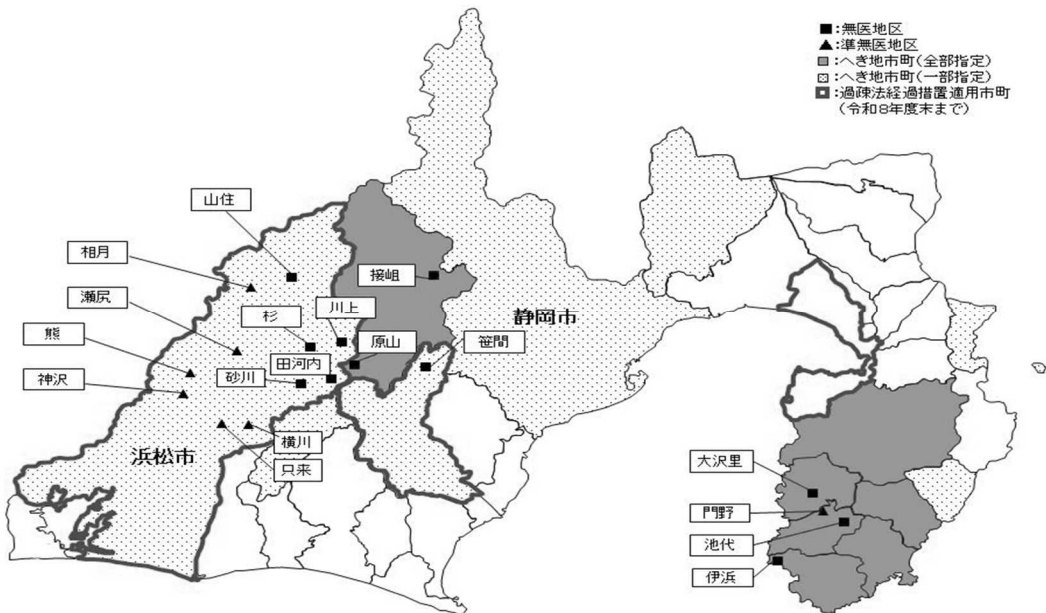 ■:無医地区
▲:準無医地区
:へき地市町(全部指定)
:へき地市町(一部指定)
:過疎法経過措置適用市町
(令和8年度末まで)
山住
相月
接岨
瀬尻
川上
杉
静岡市
熊
原山
笹間
田河内
砂川
神沢
横川
浜松市
只来
大沢里
門野
池代
伊浜